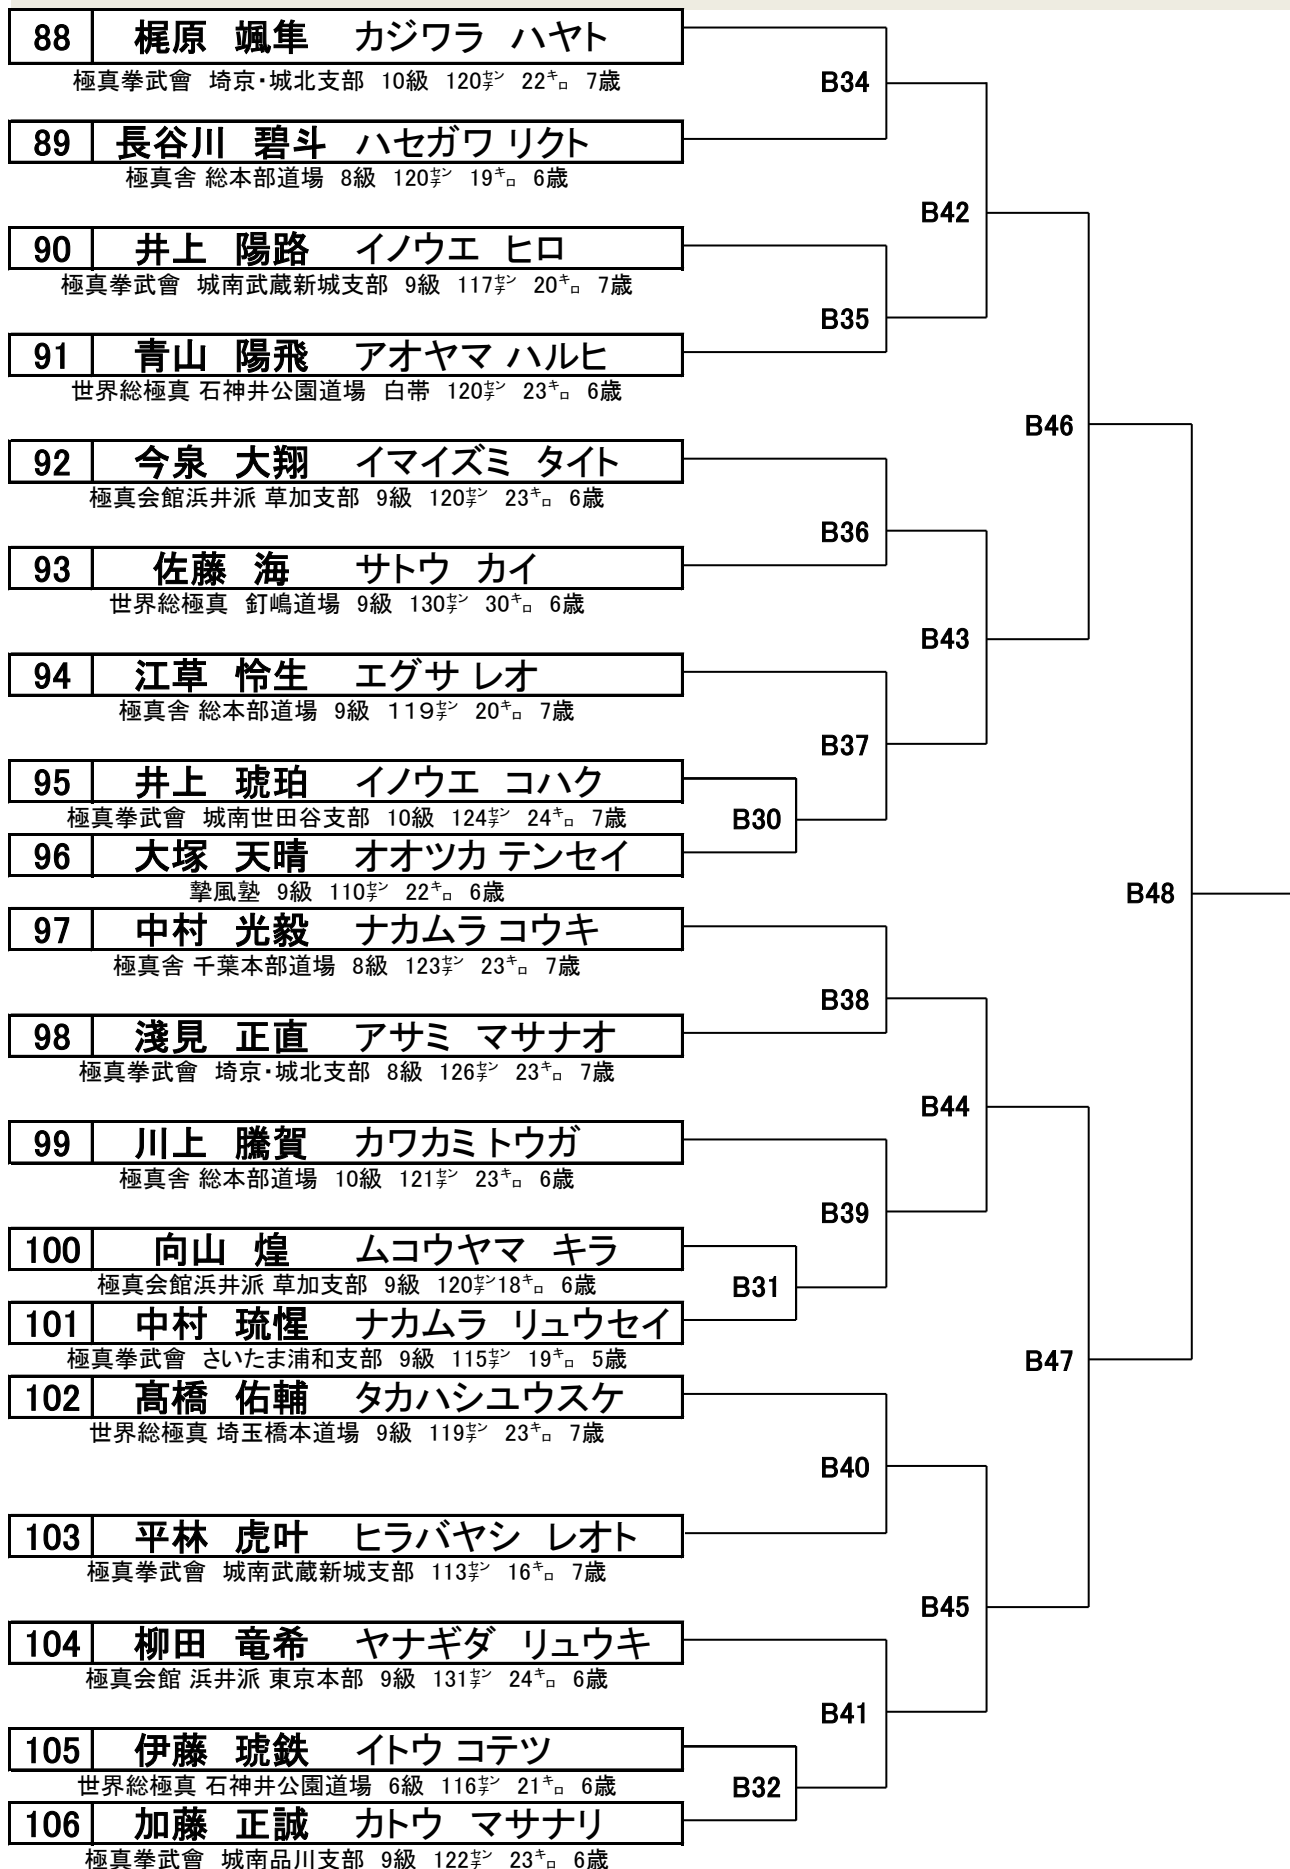 88 梶原 颯隼 カジワラ ハヤト
極真拳武會 埼京・城北支部 10級 120㌢ 22㌔ 7歳
B34
89 長谷川 碧斗 ハセガワ リクト
極真舎 総本部道場 8級 120㌢ 19㌔ 6歳
B42
90 井上 陽路 イノウエ ヒロ
極真拳武會 城南武蔵新城支部 9級 117㌢ 20㌔ 7歳
B35
91 青山 陽飛 アオヤマ ハルヒ
世界総極真 石神井公園道場 白帯 120㌢ 23㌔ 6歳
B46
92 今泉 大翔 イマイズミ タイト
極真会館浜井派 草加支部 9級 120㌢ 23㌔ 6歳
B36
93 佐藤 海 サトウ カイ
世界総極真 釘嶋道場 9級 130㌢ 30㌔ 6歳
B43
94 江草 怜生 エグサ レオ
極真舎 総本部道場 9級 119㌢ 20㌔ 7歳
B37
95 井上 琥珀 イノウエ コハク
極真拳武會 城南世田谷支部 10級 124㌢ 24㌔ 7歳
B30
96 大塚 天晴 オオツカ テンセイ
摯風塾 9級 110㌢ 22㌔ 6歳
B48
97 中村 光毅 ナカムラ コウキ
極真舎 千葉本部道場 8級 123㌢ 23㌔ 7歳
B38
98 淺見 正直 アサミ マサナオ
極真拳武會 埼京・城北支部 8級 126㌢ 23㌔ 7歳
B44
99 川上 騰賀 カワカミ トウガ
極真舎 総本部道場 10級 121㌢ 23㌔ 6歳
B39
100 向山 煌 ムコウヤマ キラ
極真会館浜井派 草加支部 9級 120㌢18㌔ 6歳
B31
101 中村 琉惺 ナカムラ リュウセイ
極真拳武會 さいたま浦和支部 9級 115㌢ 19㌔ 5歳
B47
102 髙橋 佑輔 タカハシユウスケ
世界総極真 埼玉橋本道場 9級 119㌢ 23㌔ 7歳
B40
103 平林 虎叶 ヒラバヤシ レオト
極真拳武會 城南武蔵新城支部 113㌢ 16㌔ 7歳
B45
104 柳田 竜希 ヤナギダ リュウキ
極真会館 浜井派 東京本部 9級 131㌢ 24㌔ 6歳
B41
105 伊藤 琥鉄 イトウ コテツ
世界総極真 石神井公園道場 6級 116㌢ 21㌔ 6歳
B32
106 加藤 正誠 カトウ マサナリ
極真拳武會 城南品川支部 9級 122㌢ 23㌔ 6歳